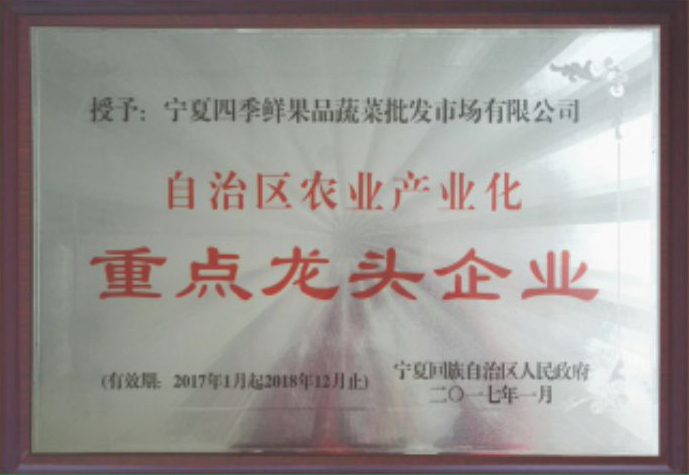 授予：宁夏四季鲜果品蔬菜批发市场有限公司
自治区农业产业化
重点龙头企业
(有效期：2017年1月起2018年12月止)
宁夏回族自治区人民政府
二〇一七年一月